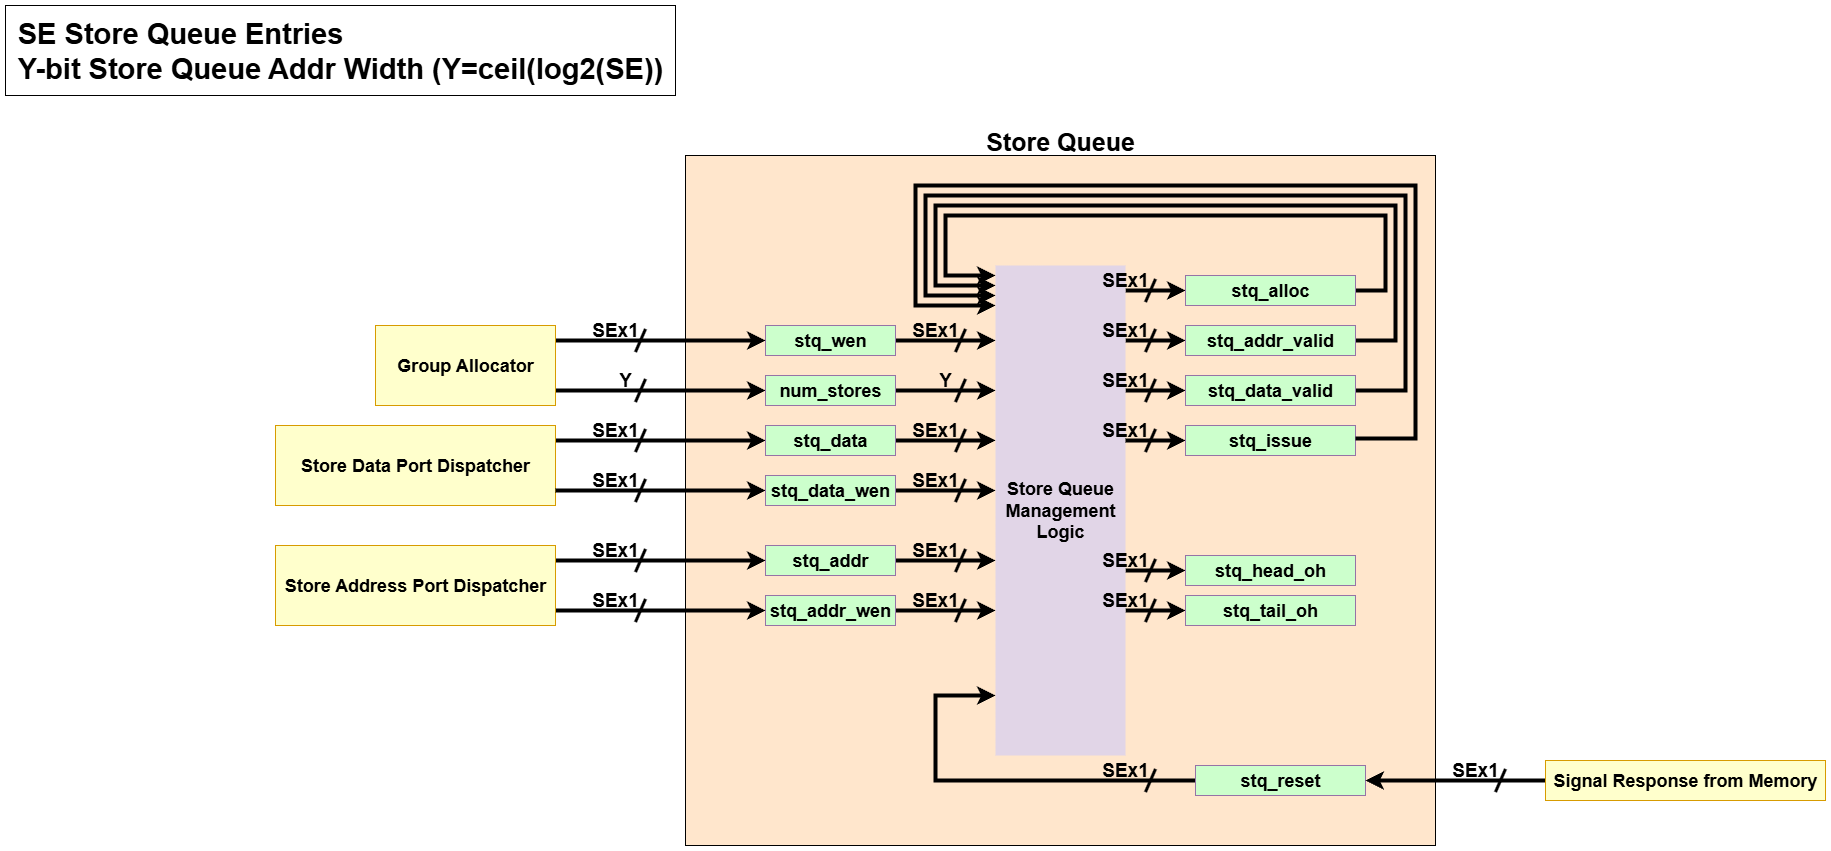 SE Store Queue Entries
Y-bit Store Queue Addr Width (Y=ceil(log2(SE))
Store Queue
SEx1
stq_alloc
Group Allocator
SEx1
stq_wen
SEx1
SEx1
stq_addr_valid
Y
num_stores
Y
SEx1
stq_data_valid
Store Data Port Dispatcher
SEx1
stq_data
SEx1
SEx1
stq_issue
SEx1
stq_data_wen
SEx1
Store Queue
Management
Logic
Store Address Port Dispatcher
SEx1
stq_addr
SEx1
SEx1
stq_head_oh
SEx1
stq_addr_wen
SEx1
SEx1
stq_tail_oh
SEx1
stq_reset
SEx1
Signal Response from Memory